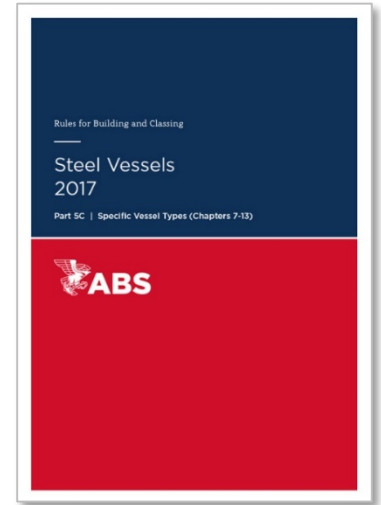 Rules for Building and Classing
Steel Vessels
2017
Part 5C | Specific Vessel Types (Chapters 7-13)
ABS